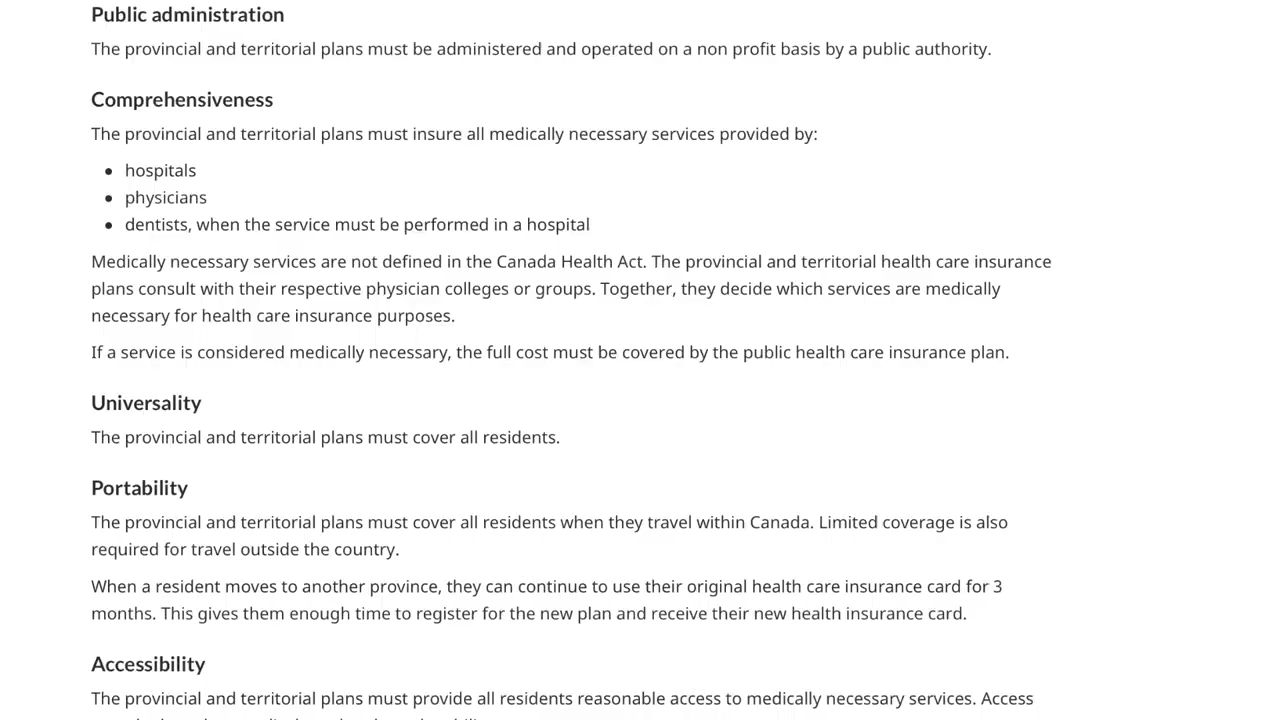 Public administration
The provincial and territorial plans must be administered and operated on a non profit basis by a public authority.
Comprehensiveness
The provincial and territorial plans must insure all medically necessary services provided by:
• hospitals
• physicians
• dentists, when the service must be performed in a hospital
Medically necessary services are not defined in the Canada Health Act. The provincial and territorial health care insurance
plans consult with their respective physician colleges or groups. Together, they decide which services are medically
necessary for health care insurance purposes.
If a service is considered medically necessary, the full cost must be covered by the public health care insurance plan.
Universality
The provincial and territorial plans must cover all residents.
Portability
The provincial and territorial plans must cover all residents when they travel within Canada. Limited coverage is also
required for travel outside the country.
When a resident moves to another province, they can continue to use their original health care insurance card for 3
months. This gives them enough time to register for the new plan and receive their new health insurance card.
Accessibility
The provincial and territorial plans must provide all residents reasonable access to medically necessary services. Access